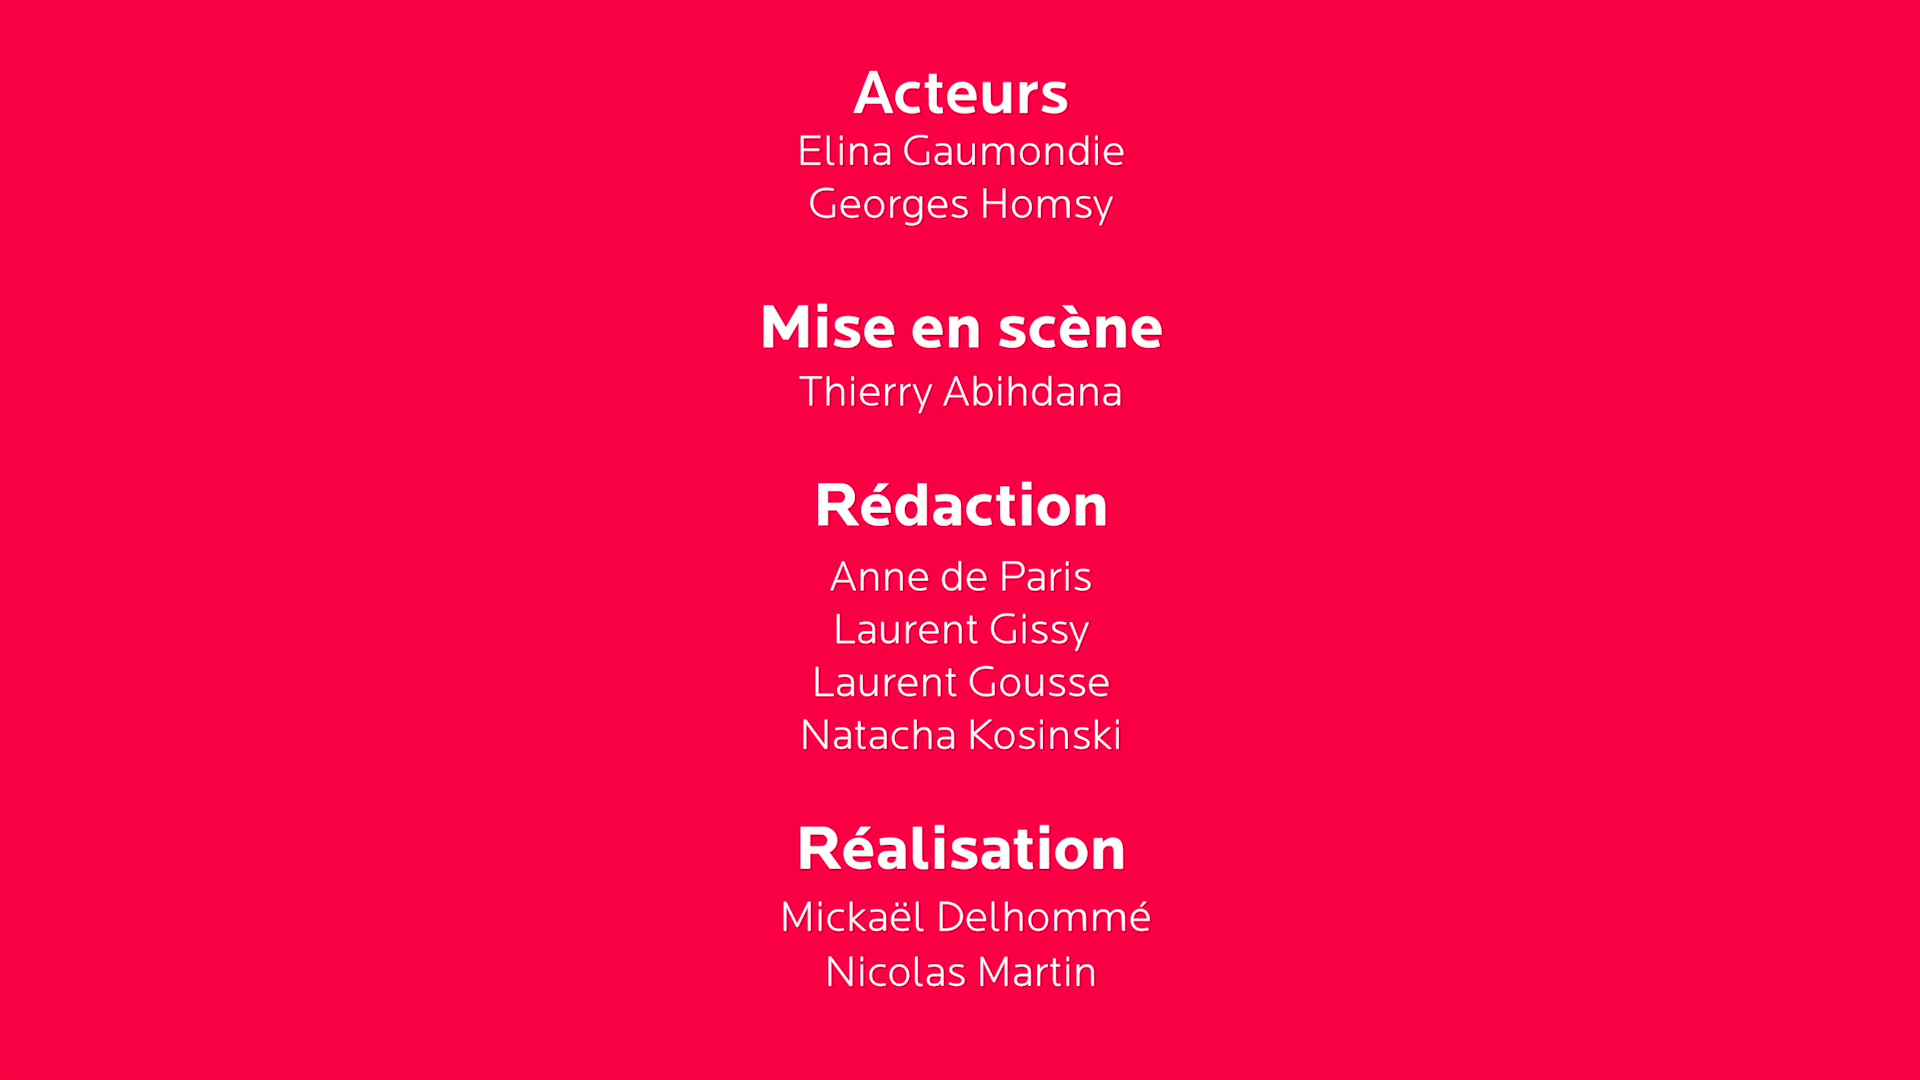 Acteurs
Elina Gaumondie
Georges Homsy
Mise en scène
Thierry Abihdana
Rédaction
Anne de Paris
Laurent Gissy
Laurent Gousse
Natacha Kosinski
Réalisation
Mickaël Delhommé
Nicolas Martin